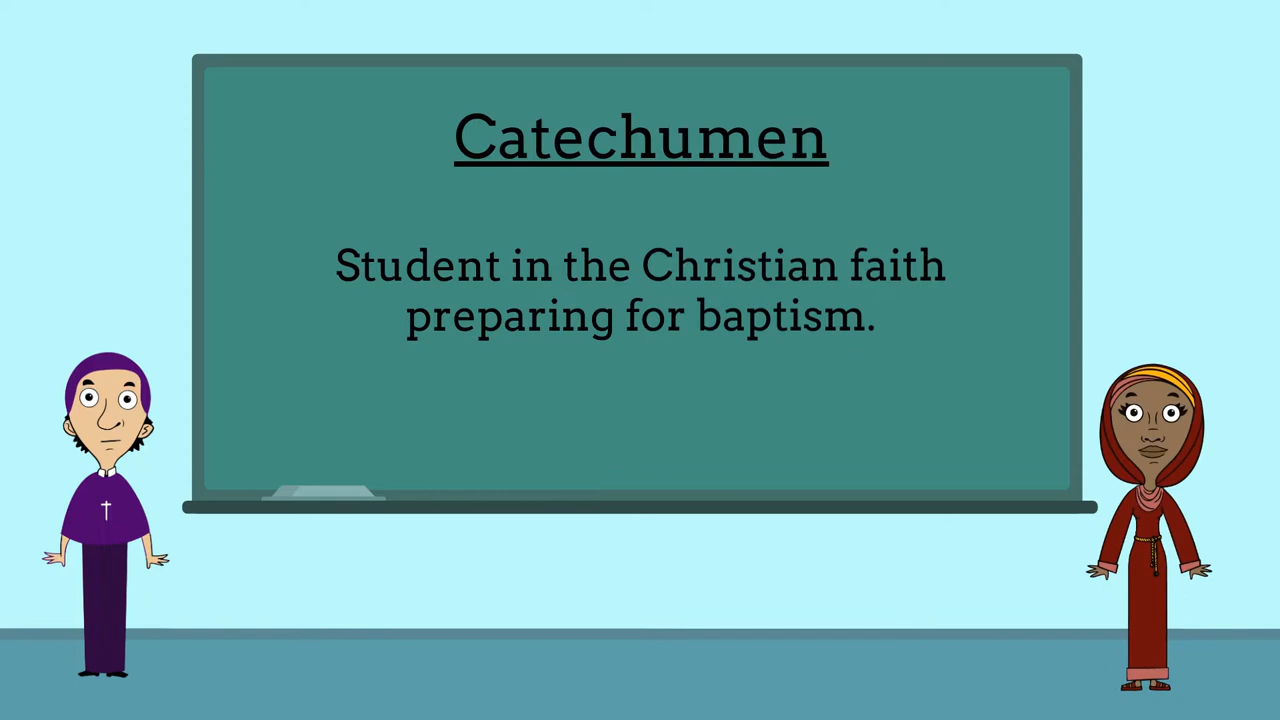 Catechumen
Student in the Christian faith
preparing for baptism.